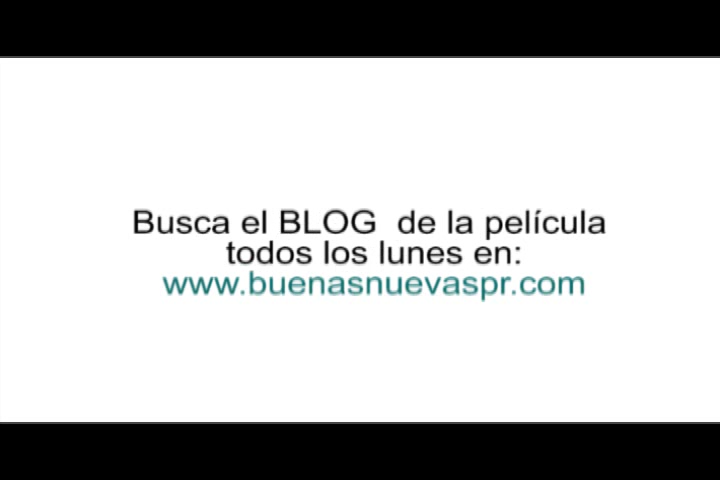 Busca el BLOG de la película
todos los lunes en:
www.buenasnuevaspr.com